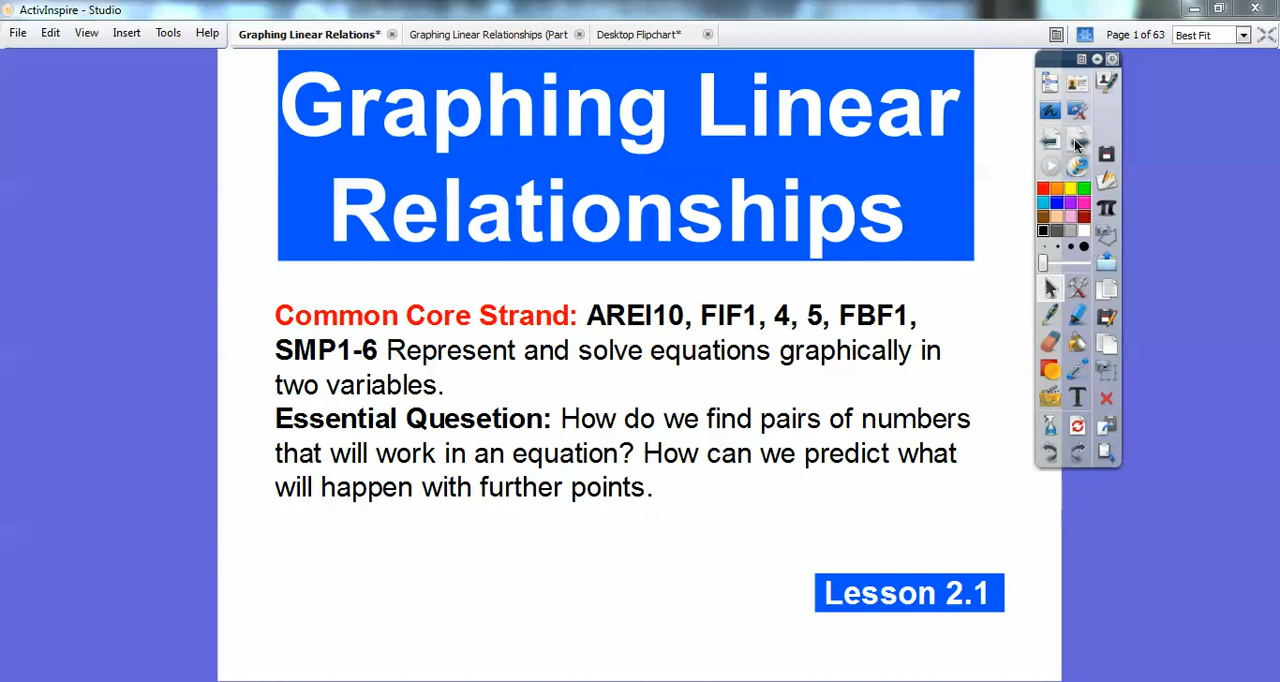 ActivInspire - Studio
File Edit View Insert Tools Help
Graphing Linear Relations* Graphing Linear Relationships (Part Desktop Flipchart*
Page 1 of 63 Best Fit
Graphing Linear
Relationships
Common Core Strand: AREI10, FIF1, 4, 5, FBF1,
SMP1-6 Represent and solve equations graphically in
two variables.
Essential Quesetion: How do we find pairs of numbers
that will work in an equation? How can we predict what
will happen with further points.
Lesson 2.1